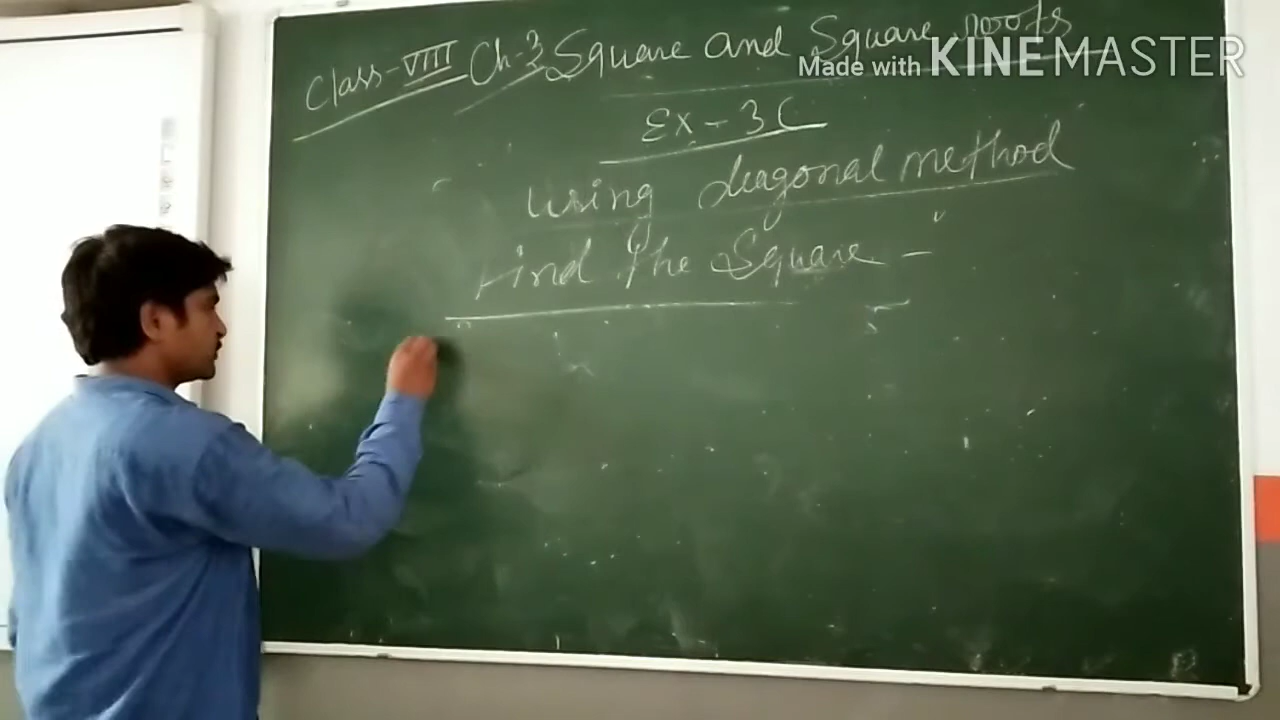 Class-VIII Ch-3 Square and Square roots
Made with KINEMASTER
Ex - 3C
Using diagonal method
Find the Square -